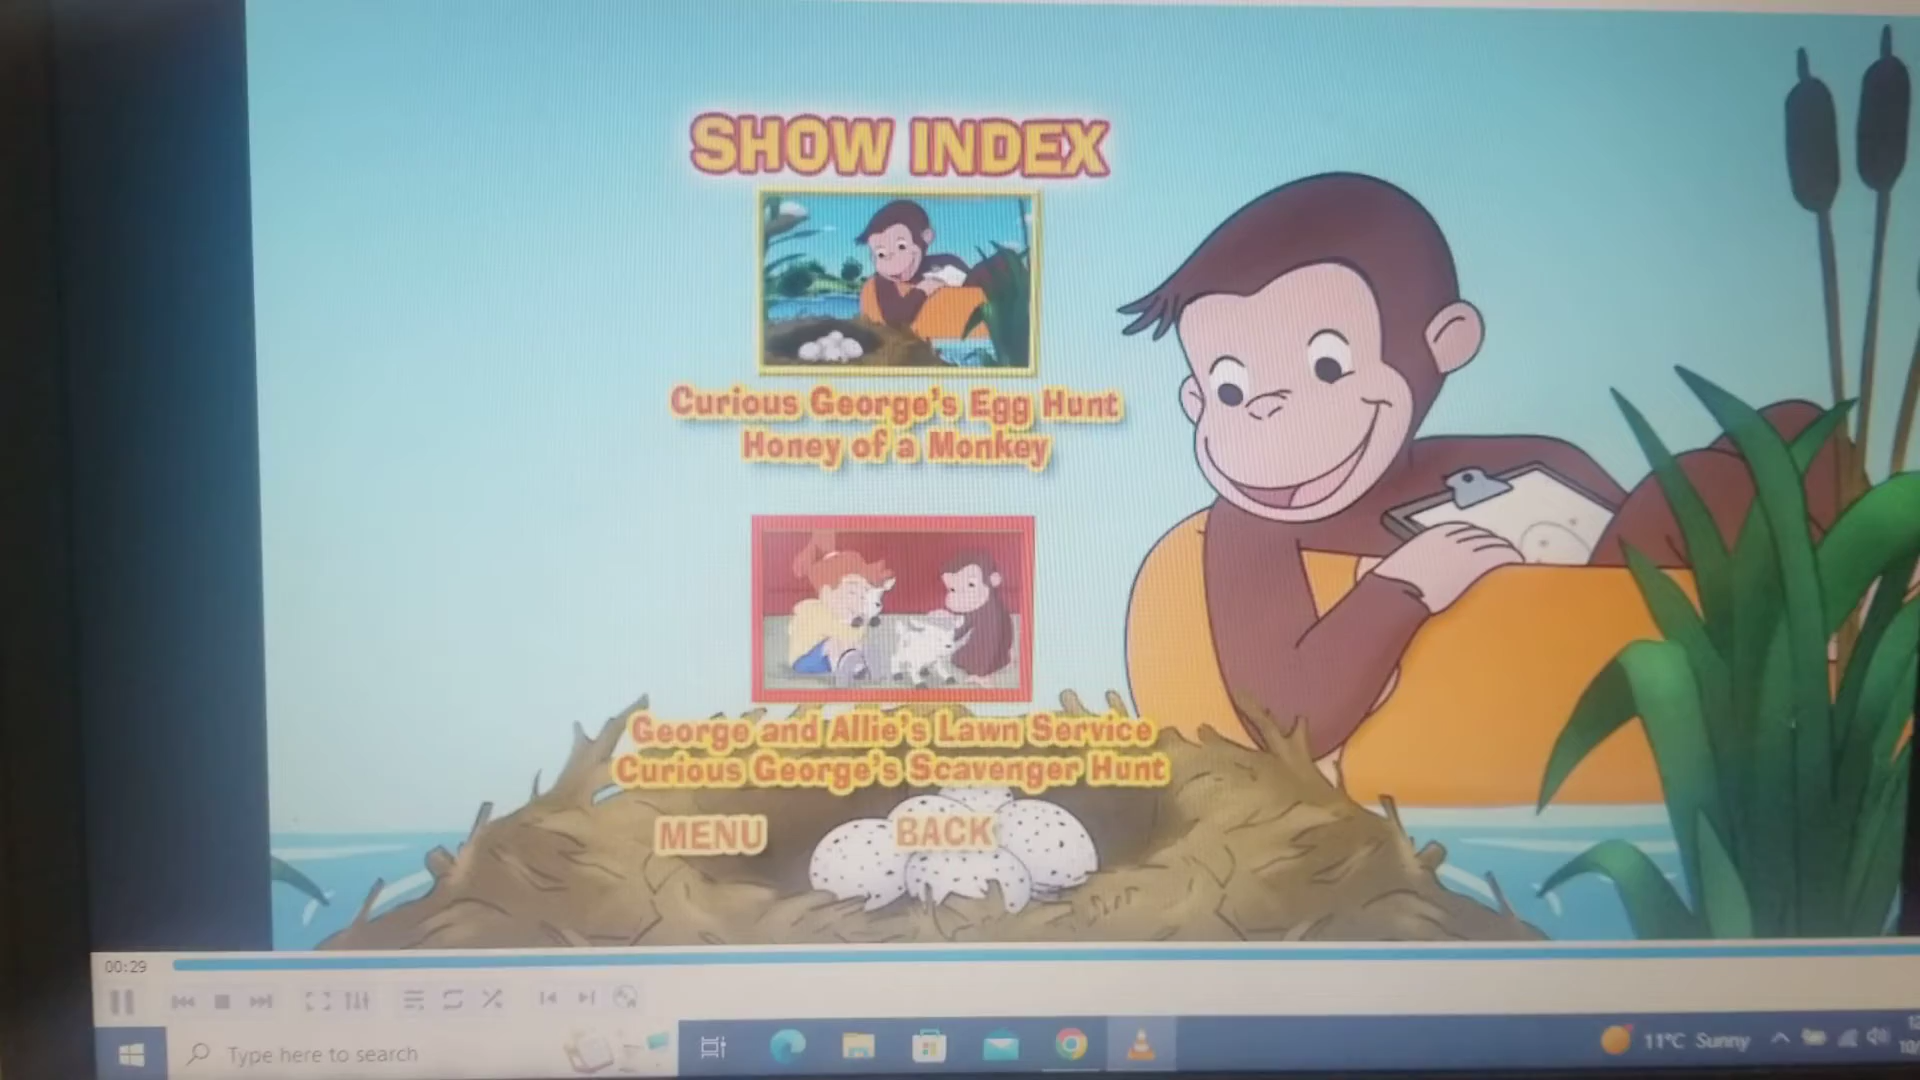 SHOW INDEX
Curious George's Egg Hunt
Honey of a Monkey
George and Allie's Lawn Service
Curious George's Scavenger Hunt
MENU
BACK
00:29
Type here to search
11°C Sunny